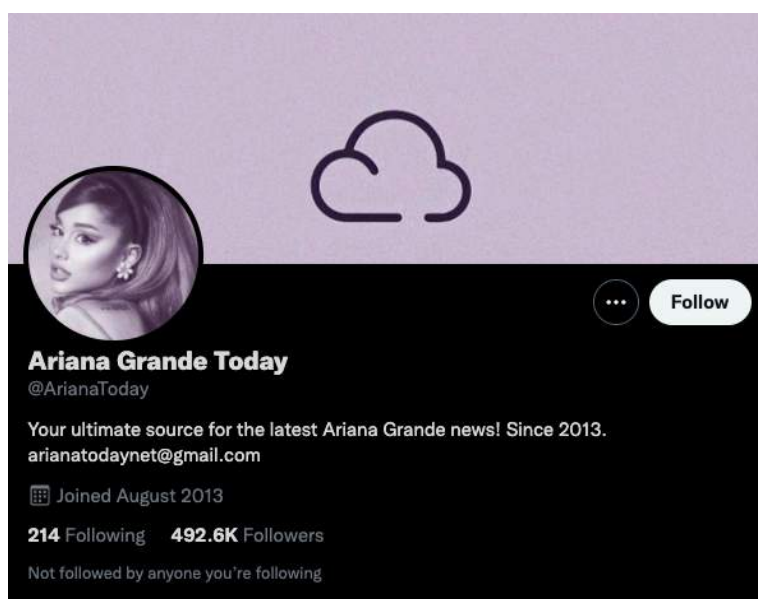 Follow
Ariana Grande Today
@ArianaToday
Your ultimate source for the latest Ariana Grande news! Since 2013.
arianatodaynet@gmail.com
Joined August 2013
214 Following 492.6K Followers
Not followed by anyone you're following